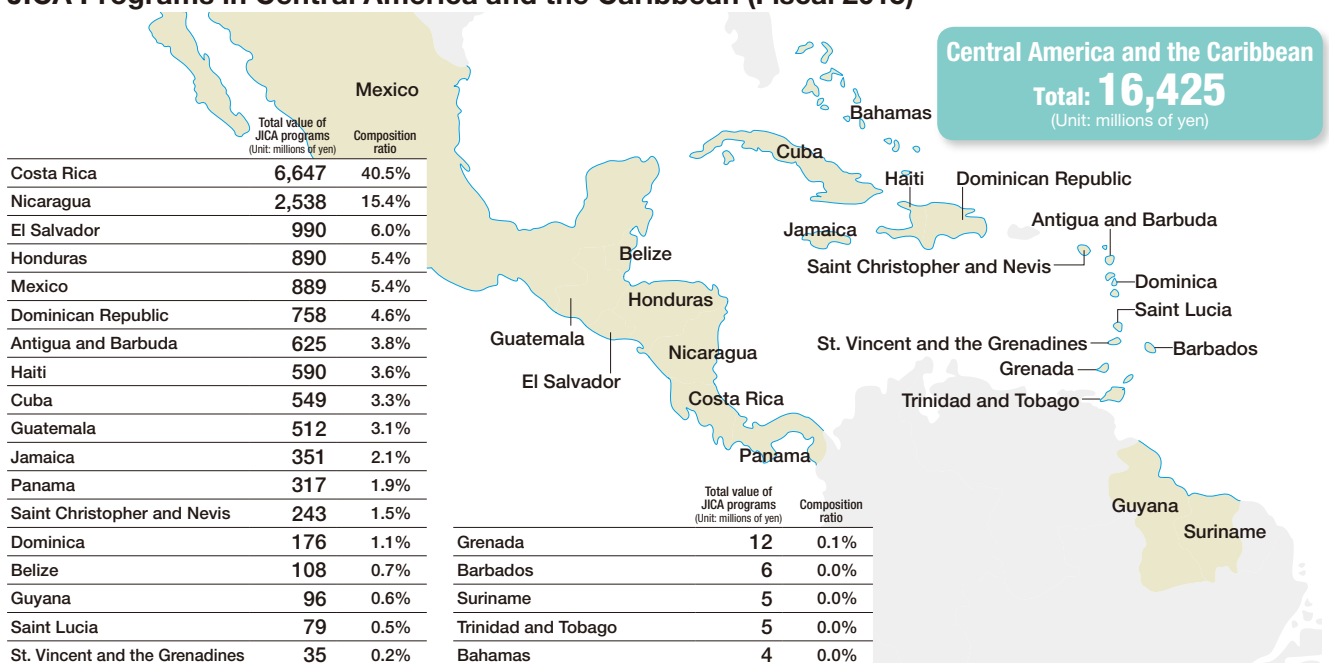 JICA Programs in Central America and the Caribbean (Fiscal
Central America and the Caribbean
Total: 16,425
(Unit: millions of yen)
Mexico
Bahamas
Cuba
Haiti
Dominican Republic
Jamaica
Antigua and Barbuda
Saint Christopher and Nevis
Dominica
Saint Lucia
St. Vincent and the Grenadines
Barbados
Grenada
Trinidad and Tobago
Belize
Honduras
Guatemala
Nicaragua
El Salvador
Costa Rica
Panama
Guyana
Suriname
Total value of JICA programs (Unit: millions of yen) Composition ratio
Costa Rica 6,647 40.5%
Nicaragua 2,538 15.4%
El Salvador 990 6.0%
Honduras 890 5.4%
Mexico 889 5.4%
Dominican Republic 758 4.6%
Antigua and Barbuda 625 3.8%
Haiti 590 3.6%
Cuba 549 3.3%
Guatemala 512 3.1%
Jamaica 351 2.1%
Panama 317 1.9%
Saint Christopher and Nevis 243 1.5%
Dominica 176 1.1%
Belize 108 0.7%
Guyana 96 0.6%
Saint Lucia 79 0.5%
St. Vincent and the Grenadines 35 0.2%
Total value of JICA programs (Unit: millions of yen) Composition ratio
Grenada 12 0.1%
Barbados 6 0.0%
Suriname 5 0.0%
Trinidad and Tobago 5 0.0%
Bahamas 4 0.0%